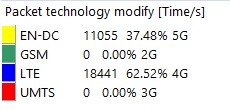 Packet technology modify [Time/s]
EN-DC 11055 37.48% 5G
GSM 0 0.00% 2G
LTE 18441 62.52% 4G
UMTS 0 0.00% 3G